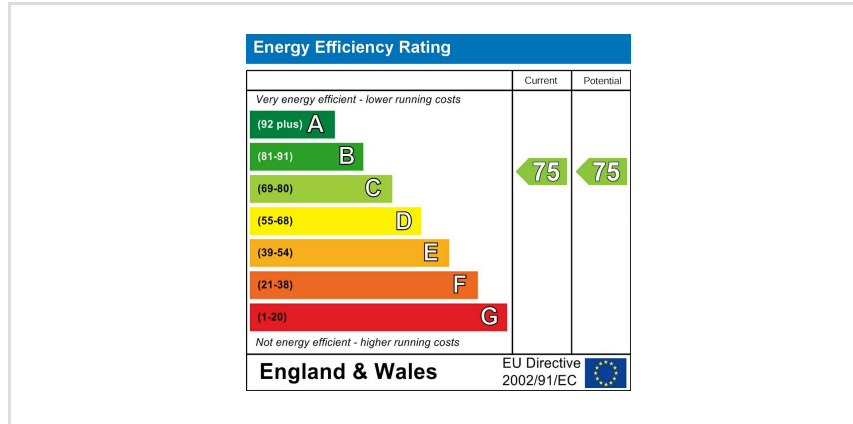 Energy Efficiency Rating
Current Potential
Very energy efficient - lower running costs
(92 plus) A
(81-91) B
(69-80) C
(55-68) D
(39-54) E
(21-38) F
(1-20) G
75 75
Not energy efficient - higher running costs
England & Wales
EU Directive
2002/91/EC